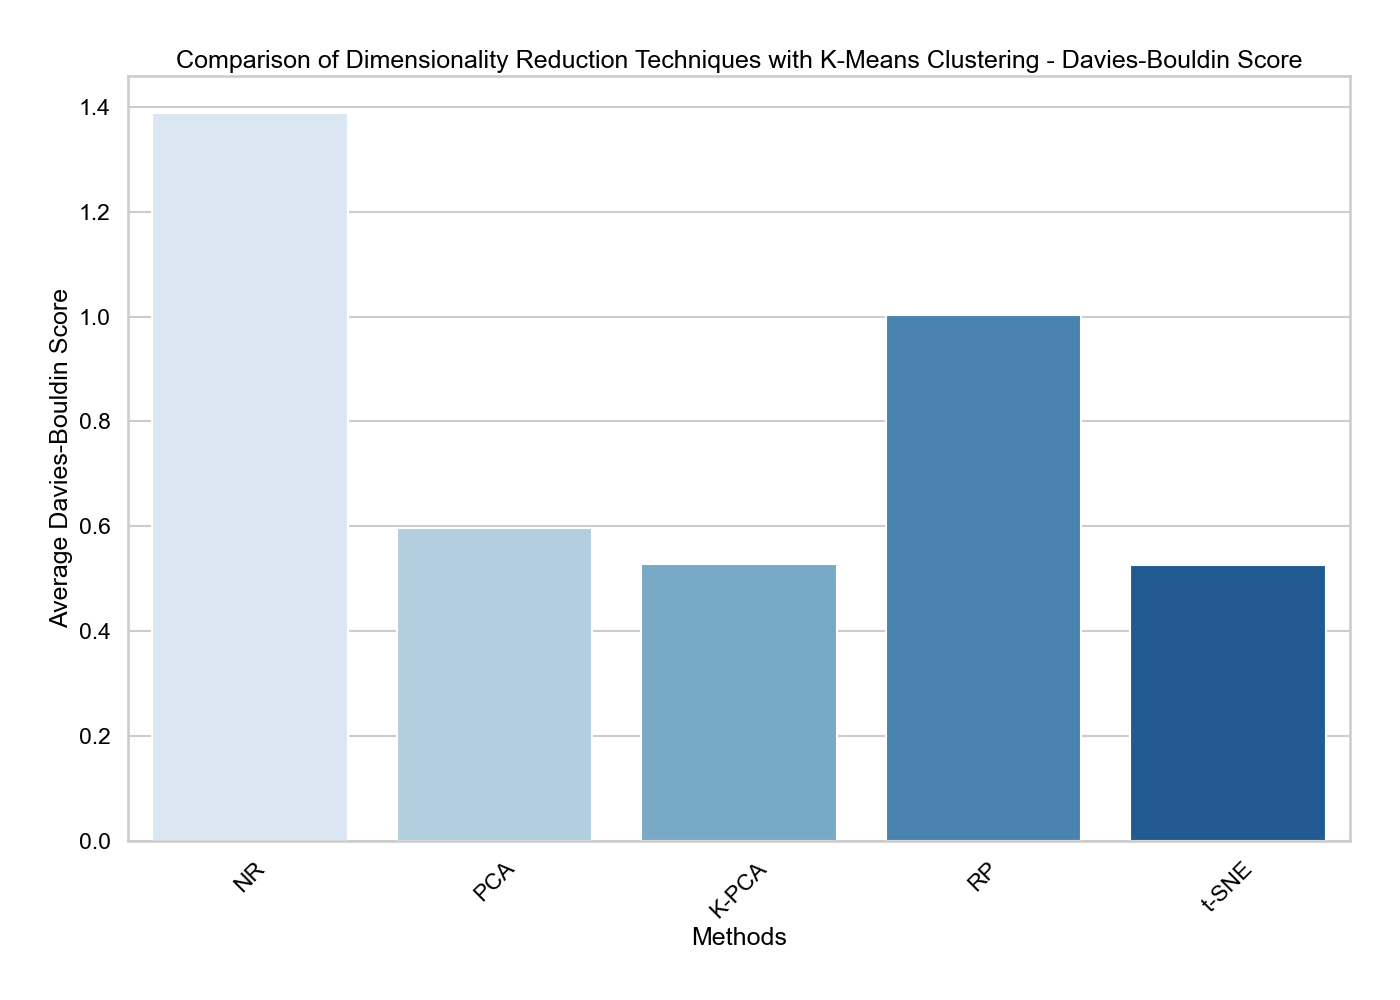 Comparison of Dimensionality Reduction Techniques with K-Means Clustering - Davies-Bouldin Score
Average Davies-Bouldin Score
1.4
1.2
1.0
0.8
0.6
0.4
0.2
0.0
NR
PCA
K-PCA
RP
t-SNE
Methods